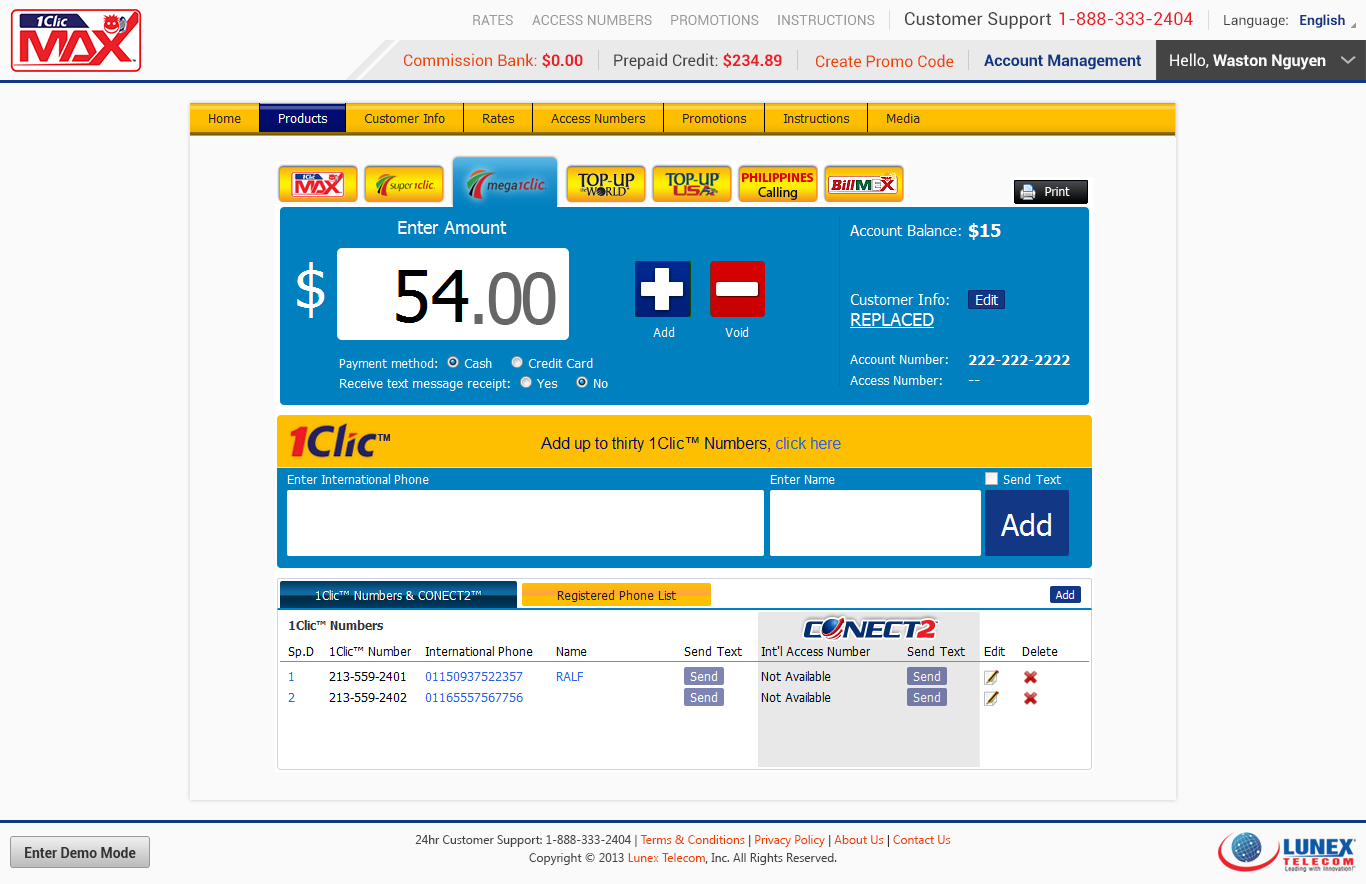 1Clic
MAX
RATES ACCESS NUMBERS PROMOTIONS INSTRUCTIONS Customer Support 1-888-333-2404 Language: English
Commission Bank: $0.00 Prepaid Credit: $234.89 Create Promo Code Account Management Hello, Waston Nguyen
Home Products Customer Info Rates Access Numbers Promotions Instructions Media
1Clic MAX super1clic. mega1clic. TOP-UP the WORLD TOP-UP USA PHILIPPINES Calling BillMEX
Print
Enter Amount
$ 54.00
Add Void
Payment method: Cash Credit Card
Receive text message receipt: Yes No
Account Balance: $15
Customer Info: Edit
REPLACED
Account Number: 222-222-2222
Access Number: --
1Clic™ Add up to thirty 1Clic™ Numbers, click here
Enter International Phone Enter Name Send Text
Add
1Clic™ Numbers & CONECT2™ Registered Phone List Add
1Clic™ Numbers CONECT2
Sp.D 1Clic™ Number International Phone Name Send Text Int'l Access Number Send Text Edit Delete
1 213-559-2401 01150937522357 RALF Send Not Available Send
2 213-559-2402 01165557567756 Send Not Available Send
Enter Demo Mode
24hr Customer Support: 1-888-333-2404 | Terms & Conditions | Privacy Policy | About Us | Contact Us
Copyright © 2013 Lunex Telecom, Inc. All Rights Reserved.
LUNEX
TELECOM
Leading with Innovation!